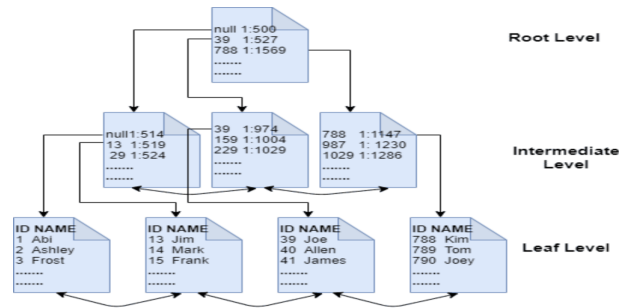 null 1:500
39 1:527
788 1:1569
-------
-------
Root Level
null1:514
13 1:519
29 1:524
-------
-------
39 1:974
159 1:1004
229 1:1029
-------
-------
788 1:1147
987 1: 1230
1029 1:1286
-------
-------
Intermediate
Level
ID NAME
1 Abi
2 Ashley
3 Frost
-------
-------
ID NAME
13 Jim
14 Mark
15 Frank
-------
-------
ID NAME
39 Joe
40 Allen
41 James
-------
-------
ID NAME
788 Kim
789 Tom
790 Joey
-------
-------
Leaf Level